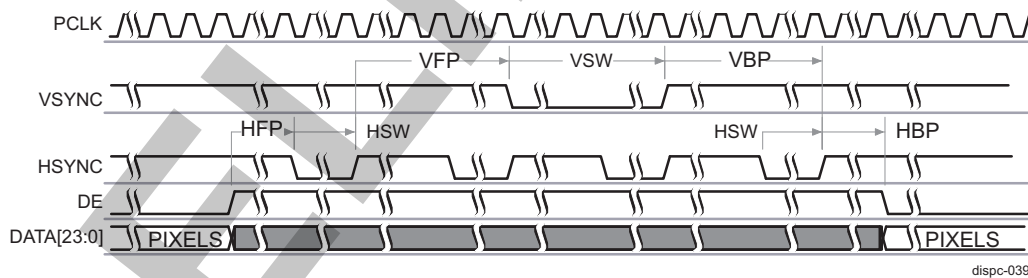 PCLK
VFP VSW VBP
VSYNC
HFP HSW HSW HBP
HSYNC
DE
DATA[23:0] PIXELS PIXELS
dispc-039